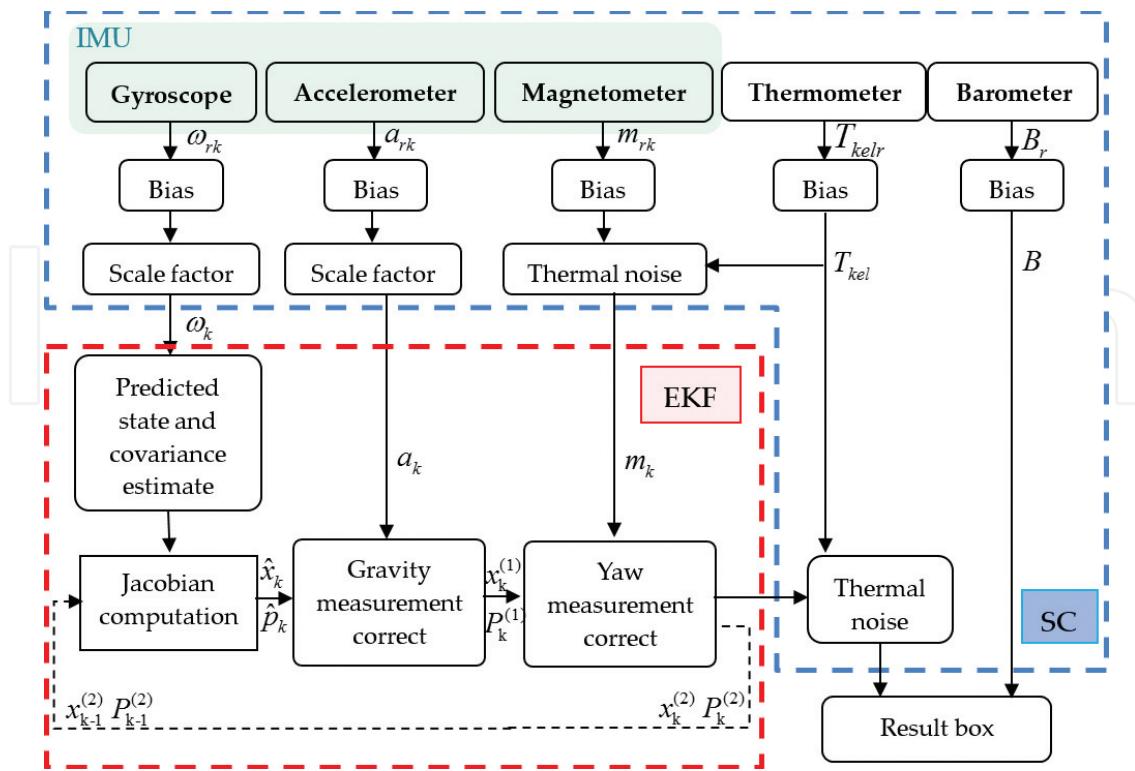 IMU
Gyroscope
Accelerometer
Magnetometer
Thermometer
Barometer
ω_rk
a_rk
m_rk
T_kelr
B_r
Bias
Bias
Bias
Bias
Bias
Scale factor
Scale factor
Thermal noise
T_kel
B
ω_k
Predicted
state and
covariance
estimate
EKF
a_k
m_k
Jacobian
computation
x̂_k
p̂_k
Gravity
measurement
correct
x_k^(1)
P_k^(1)
Yaw
measurement
correct
Thermal
noise
SC
x_k-1^(2) P_k-1^(2)
x_k^(2) P_k^(2)
Result box